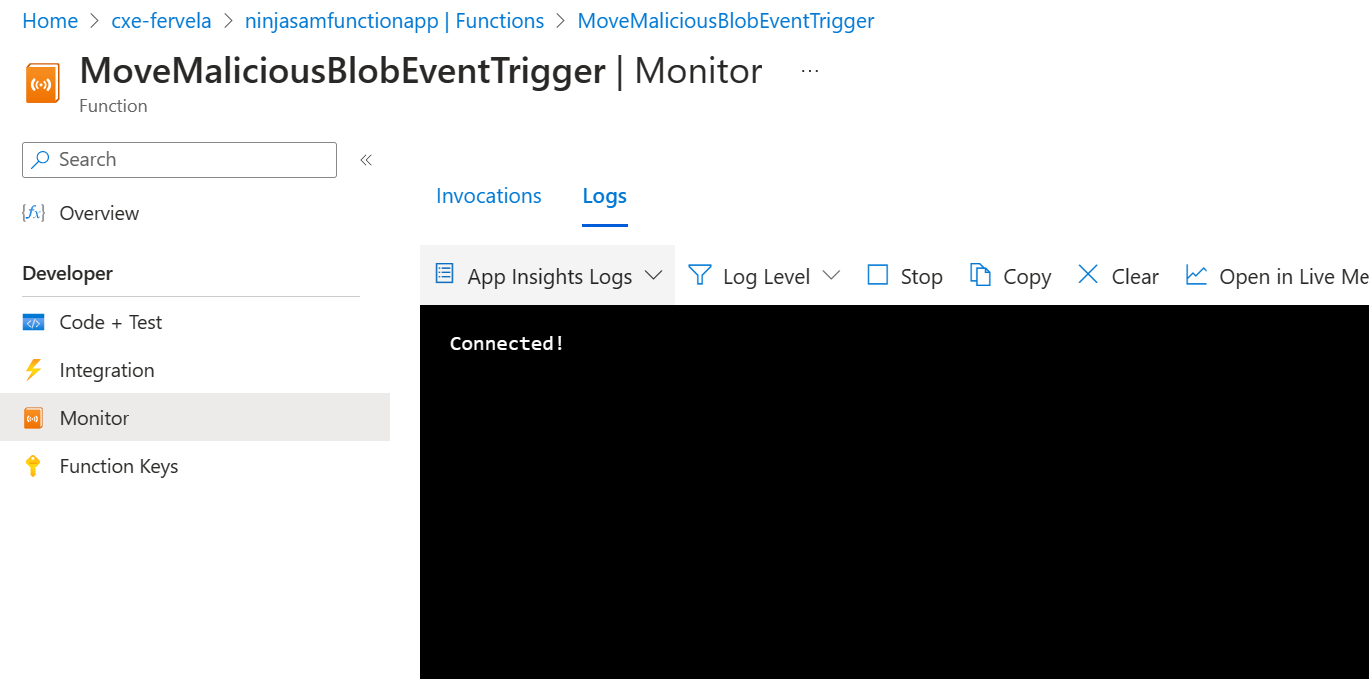 Home > cxe-fervela > ninjasamfunctionapp | Functions > MoveMaliciousBlobEventTrigger
MoveMaliciousBlobEventTrigger | Monitor ...
Function
Search «
Overview
Developer
Code + Test
Integration
Monitor
Function Keys
Invocations Logs
App Insights Logs Log Level Stop Copy Clear Open in Live Me
Connected!